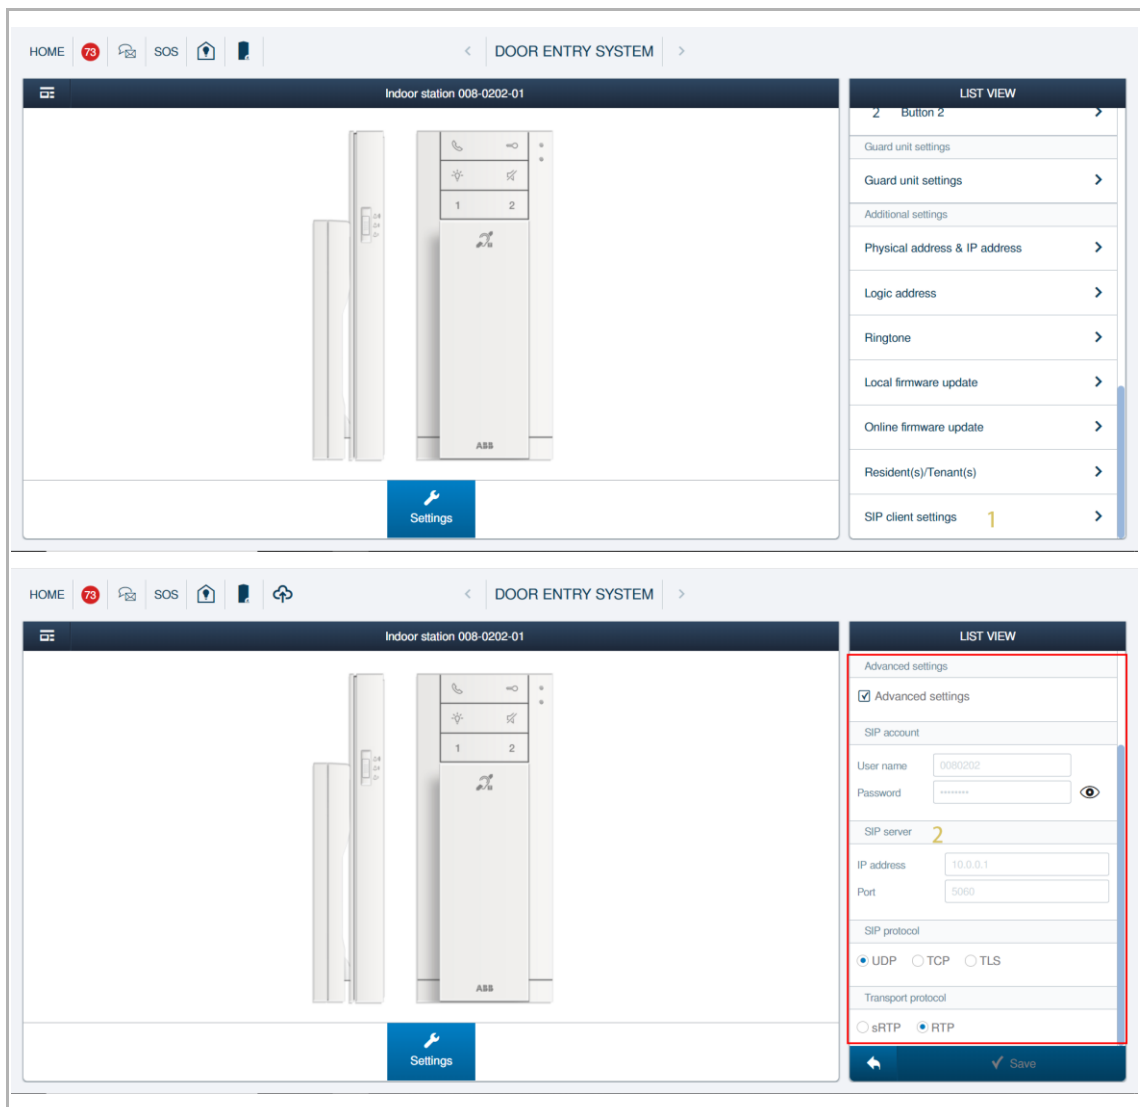 HOME 73 SOS DOOR ENTRY SYSTEM
Indoor station 008-0202-01
1 2
ABB
Settings
LIST VIEW
2 Button 2
Guard unit settings
Guard unit settings
Additional settings
Physical address & IP address
Logic address
Ringtone
Local firmware update
Online firmware update
Resident(s)/Tenant(s)
SIP client settings 1
HOME 73 SOS DOOR ENTRY SYSTEM
Indoor station 008-0202-01
1 2
ABB
Settings
LIST VIEW
Advanced settings
Advanced settings
SIP account
User name 0080202
Password ********
SIP server 2
IP address 10.0.0.1
Port 5060
SIP protocol
UDP TCP TLS
Transport protocol
sRTP RTP
Save